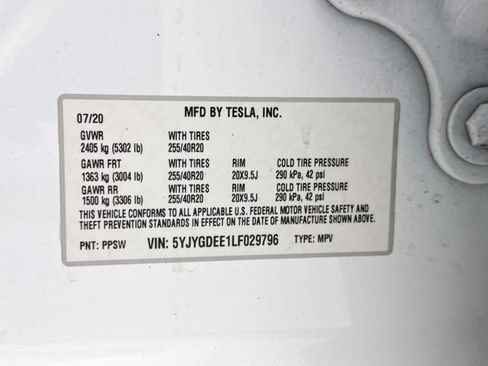 MFD BY TESLA, INC.
07/20
GVWR WITH TIRES
2405 kg (5302 lb) 255/40R20
GAWR FRT WITH TIRES RIM COLD TIRE PRESSURE
1363 kg (3004 lb) 255/40R20 20X9.5J 290 kPa, 42 psi
GAWR RR WITH TIRES RIM COLD TIRE PRESSURE
1500 kg (3306 lb) 255/40R20 20X9.5J 290 kPa, 42 psi
THIS VEHICLE CONFORMS TO ALL APPLICABLE U.S. FEDERAL MOTOR VEHICLE SAFETY
THEFT PREVENTION STANDARDS IN EFFECT ON THE DATE OF MANUFACTURE SHOWN ABOVE.
PNT: PPSW VIN: 5YJYGDEE1LF029796 TYPE: MPV